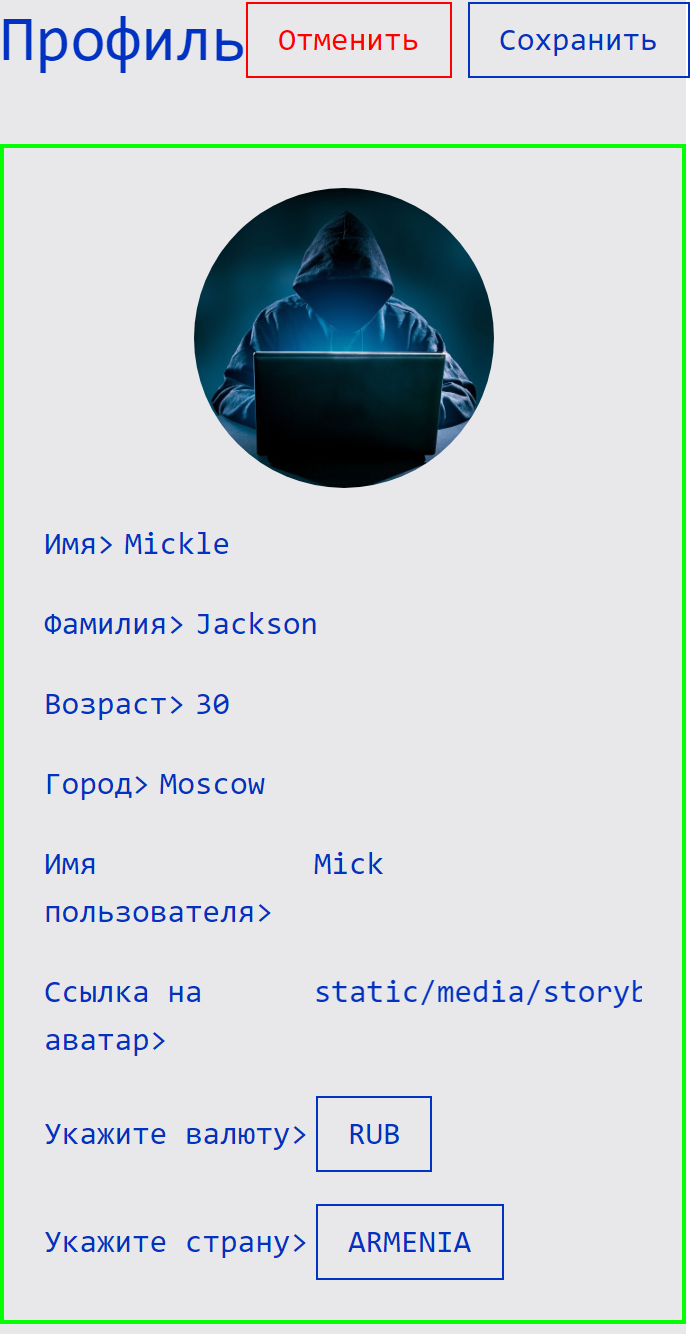 Профиль Отменить Сохранить
Имя> Mickle
Фамилия> Jackson
Возраст> 30
Город> Moscow
Имя Mick
пользователя>
Ссылка на static/media/storyb
аватар>
Укажите валюту> RUB
Укажите страну> ARMENIA